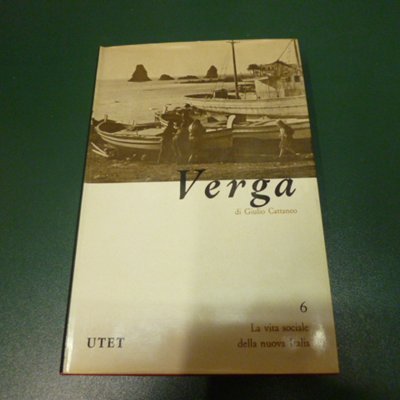 Verga
di Giulio Cattaneo
6
La vita sociale
della nuova Italia
UTET